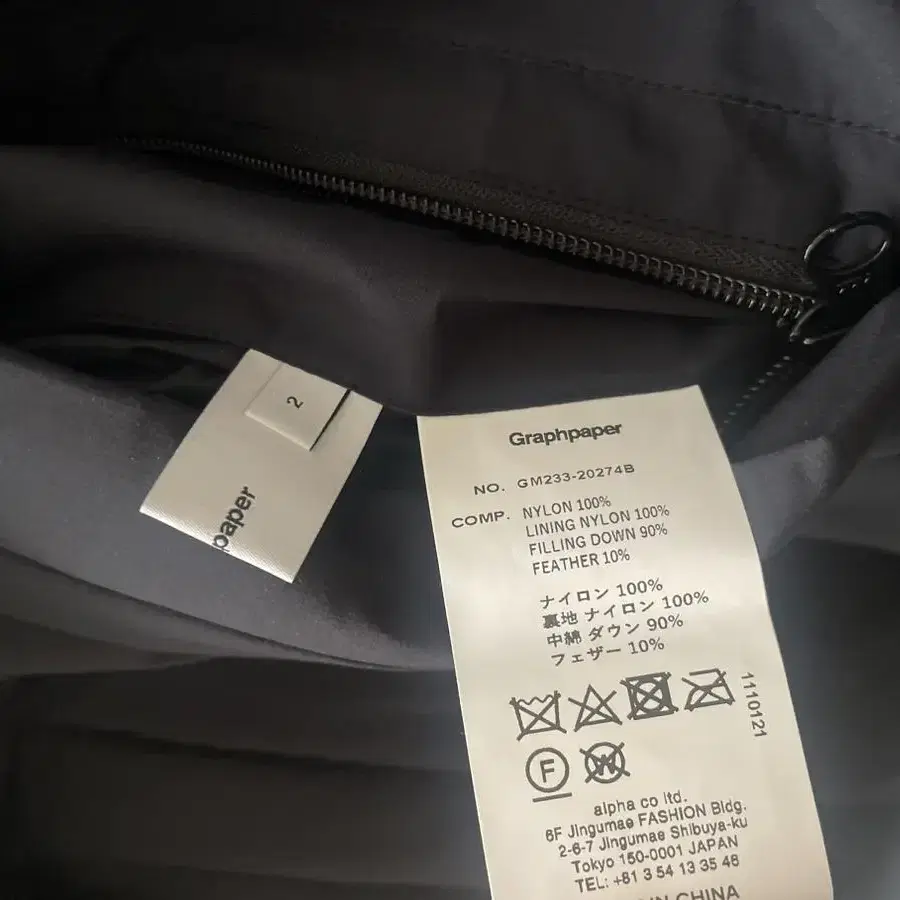 2
paper
Graphpaper
NO. GM233-20274B
COMP. NYLON 100%
LINING NYLON 100%
FILLING DOWN 90%
FEATHER 10%
ナイロン 100%
裏地 ナイロン 100%
中綿 ダウン 90%
フェザー 10%
1110121
F
W
alpha co ltd.
6F Jingumae FASHION Bldg.
2-6-7 Jingumae Shibuya-ku
Tokyo 150-0001 JAPAN
TEL: +81 3 54 13 35 48
IN CHINA